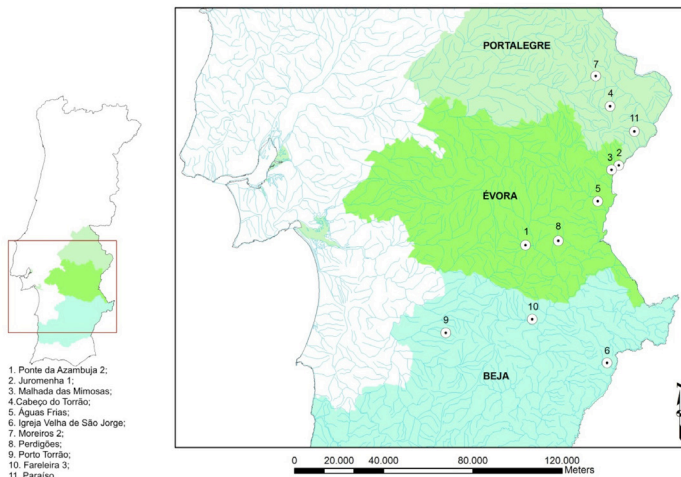 PORTALEGRE
7
4
11
2
3
ÉVORA
5
1
8
10
9
BEJA
6
1. Ponte da Azambuja 2;
2. Juromenha 1;
3. Malhada das Mimosas;
4.Cabeço do Torrão;
5. Águas Frias;
6. Igreja Velha de São Jorge;
7. Moreiros 2;
8. Perdigões;
9. Porto Torrão;
10. Fareleira 3;
11. Paraíso
0 20.000 40.000 80.000 120.000
Meters